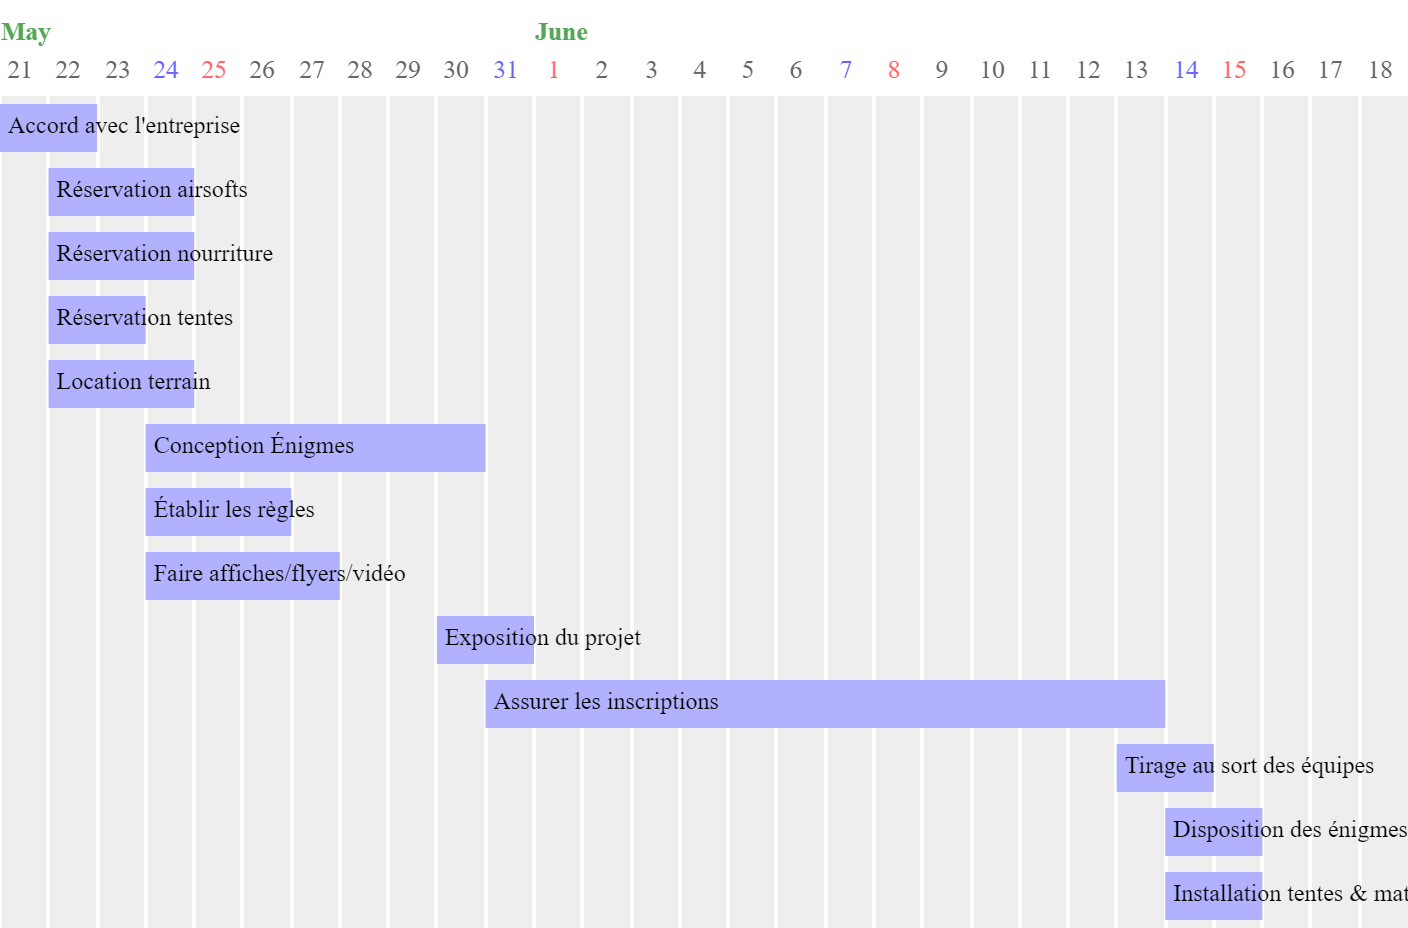 May June
21 22 23 24 25 26 27 28 29 30 31 1 2 3 4 5 6 7 8 9 10 11 12 13 14 15 16 17 18
Accord avec l'entreprise
Réservation airsofts
Réservation nourriture
Réservation tentes
Location terrain
Conception Énigmes
Établir les règles
Faire affiches/flyers/vidéo
Exposition du projet
Assurer les inscriptions
Tirage au sort des équipes
Disposition des énigmes
Installation tentes & mat